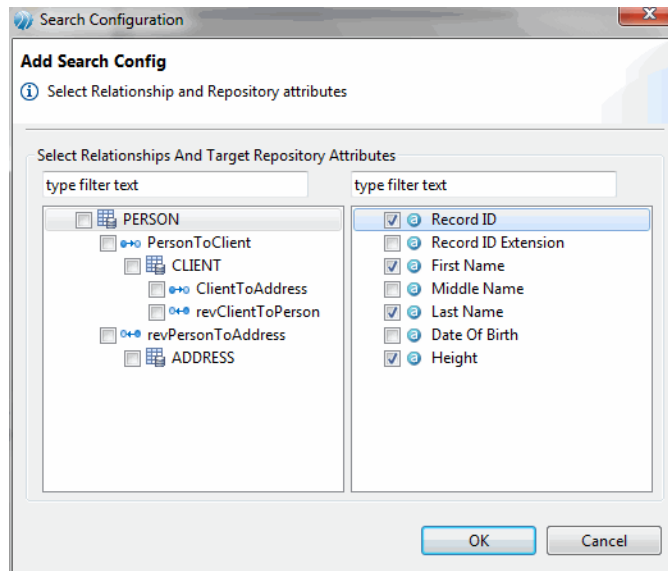 Search Configuration
Add Search Config
Select Relationship and Repository attributes
Select Relationships And Target Repository Attributes
type filter text
type filter text
PERSON
PersonToClient
CLIENT
ClientToAddress
revClientToPerson
revPersonToAddress
ADDRESS
Record ID
Record ID Extension
First Name
Middle Name
Last Name
Date Of Birth
Height
OK
Cancel